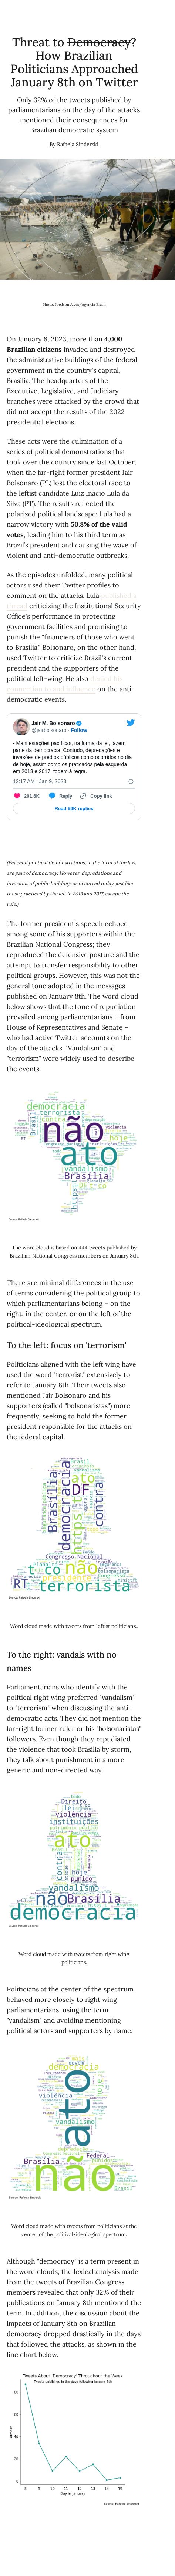 Threat to Democracy?
How Brazilian
Politicians Approached
January 8th on Twitter
Only 32% of the tweets published by
parliamentarians on the day of the attacks
mentioned their consequences for
Brazilian democratic system
By Rafaela Sinderski
Photo: Joedson Alves/Agencia Brasil
On January 8, 2023, more than 4,000
Brazilian citizens invaded and destroyed
the administrative buildings of the federal
government in the country's capital,
Brasília. The headquarters of the
Executive, Legislative, and Judiciary
branches were attacked by the crowd that
did not accept the results of the 2022
presidential elections.
These acts were the culmination of a
series of political demonstrations that
took over the country since last October,
when the far-right former president Jair
Bolsonaro (PL) lost the electoral race to
the leftist candidate Luiz Inácio Lula da
Silva (PT). The results reflected the
polarized political landscape: Lula had a
narrow victory with 50.8% of the valid
votes, leading him to his third term as
Brazil's president and causing the wave of
violent and anti-democratic outbreaks.
As the episodes unfolded, many political
actors used their Twitter profiles to
comment on the attacks. Lula published a
criticizing the Institutional Security
Office's performance in protecting
government facilities and promising to
punish the "financiers of those who went
to Brasília." Bolsonaro, on the other hand,
used Twitter to criticize Brazil's current
president and the supporters of the
political left-wing. He also
on the anti-
democratic events.
Jair M. Bolsonaro
@jairbolsonaro · Follow
- Manifestações pacíficas, na forma da lei, fazem
parte da democracia. Contudo, depredações e
invasões de prédios públicos como ocorridos no dia
de hoje, assim como os praticados pela esquerda
em 2013 e 2017, fogem à regra.
12:17 AM · Jan 9, 2023
201.6K Reply Copy link
Read 59K replies
(Peaceful political demonstrations, in the form of the law,
are part of democracy. However, depredations and
invasions of public buildings as occurred today, just like
those practiced by the left in 2013 and 2017, escape the
rule.)
The former president's speech echoed
among some of his supporters within the
Brazilian National Congress; they
reproduced the defensive posture and the
attempt to transfer responsibility to other
political groups. However, this was not the
general tone adopted in the messages
published on January 8th. The word cloud
below shows that the tone of repudiation
prevailed among parliamentarians – from
House of Representatives and Senate –
who had active Twitter accounts on the
day of the attacks. "Vandalism" and
"terrorism" were widely used to describe
the events.
democracia
terrorista
Brasil
não
hoje
ato
vandalismo
Brasília
DF
t co
https
Source: Rafaela Sinderski
The word cloud is based on 444 tweets published by
Brazilian National Congress members on January 8th.
There are minimal differences in the use
of terms considering the political group to
which parliamentarians belong – on the
right, in the center, or on the left of the
political-ideological spectrum.
To the left: focus on 'terrorism'
Politicians aligned with the left wing have
used the word "terrorist" extensively to
refer to January 8th. Their tweets also
mentioned Jair Bolsonaro and his
supporters (called "bolsonaristas") more
frequently, seeking to hold the former
president responsible for the attacks on
the federal capital.
Brasil
Brasília
democracia
https
ato
DF
contra
Congresso Nacional
t co
não
presidente
RT
terrorista
Source: Rafaela Sinderski
Word cloud made with tweets from leftist politicians.
To the right: vandals with no
names
Parliamentarians who identify with the
political right wing preferred "vandalism"
to "terrorism" when discussing the anti-
democratic acts. They did not mention the
far-right former ruler or his "bolsonaristas"
followers. Even though they repudiated
the violence that took Brasília by storm,
they talk about punishment in a more
generic and non-directed way.
Direito
lei
violência
instituições
ato
contra
hoje
punido
vandalismo
não
Brasília
democracia
Source: Rafaela Sinderski
Word cloud made with tweets from right wing
politicians.
Politicians at the center of the spectrum
behaved more closely to right wing
parliamentarians, using the term
"vandalism" and avoiding mentioning
political actors and supporters by name.
democracia
violência
ato
vandalismo
Federal
Brasília
não
Brasil
Source: Rafaela Sinderski
Word cloud made with tweets from politicians at the
center of the political-ideological spectrum.
Although "democracy" is a term present in
the word clouds, the lexical analysis made
from the tweets of Brazilian Congress
members revealed that only 32% of their
publications on January 8th mentioned the
term. In addition, the discussion about the
impacts of January 8th on Brazilian
democracy dropped drastically in the days
that followed the attacks, as shown in the
line chart below.
Tweets About 'Democracy' Throughout the Week
Tweets published in the days following January 8th
80
60
40
20
0
Number
8 9 10 11 12 13 14 15
Day in January
Source: Rafaela Sinderski